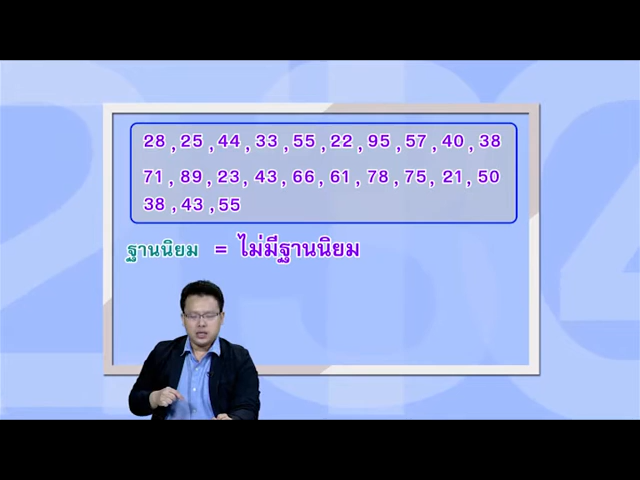 28 , 25 , 44 , 33 , 55 , 22 , 95 , 57 , 40 , 38
71 , 89 , 23 , 43 , 66 , 61 , 78 , 75 , 21 , 50
38 , 43 , 55
ฐานนิยม = ไม่มีฐานนิยม